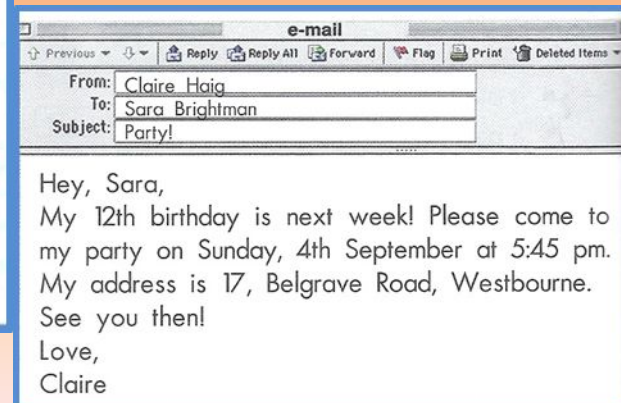 e-mail
Previous Reply Reply All Forward Flag Print Deleted Items
From: Claire Haig
To: Sara Brightman
Subject: Party!
Hey, Sara,
My 12th birthday is next week! Please come to
my party on Sunday, 4th September at 5:45 pm.
My address is 17, Belgrave Road, Westbourne.
See you then!
Love,
Claire